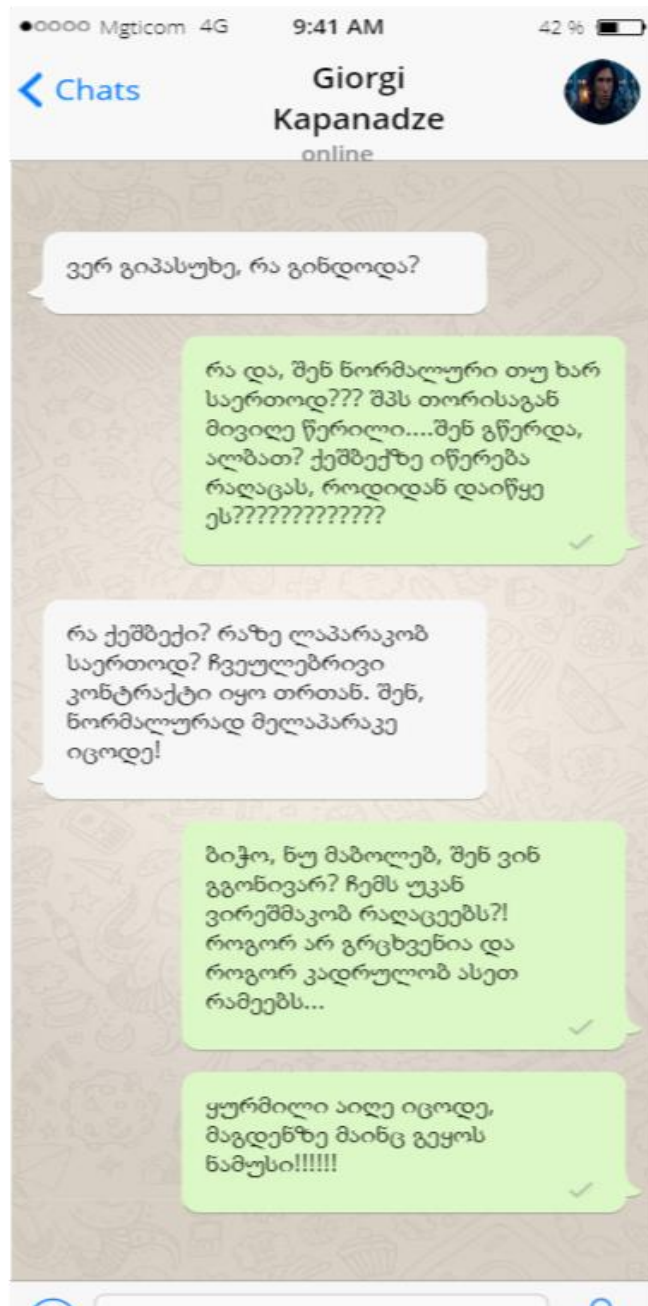 Mgticom 4G 9:41 AM 42 %
Chats
Giorgi
Kapanadze
online
ვერ გიპასუხე, რა გინდოდა?
რა და, შენ ნორმალური თუ ხარ
საერთოდ??? შპს თორისაგან
მივიღე წერილი....შენ გწერდა,
ალბათ? ქეშბექზე იწერება
რაღაცას, როდიდან დაიწყე
ეს?????????????
რა ქეშბექი? რაზე ლაპარაკობ
საერთოდ? ჩვეულებრივი
კონტრაქტი იყო თრთან. შენ,
ნორმალურად მელაპარაკე
იცოდე!
ბიჭო, ნუ მაბოლებ, შენ ვინ
გგონივარ? ჩემს უკან
ვირეშმაკობ რაღაცეებს?!
როგორ არ გრცხვენია და
როგორ კადრულობ ასეთ
რამეებს...
ყურმილი აიღე იცოდე,
მაგდენზე მაინც გეყოს
ნამუსი!!!!!!